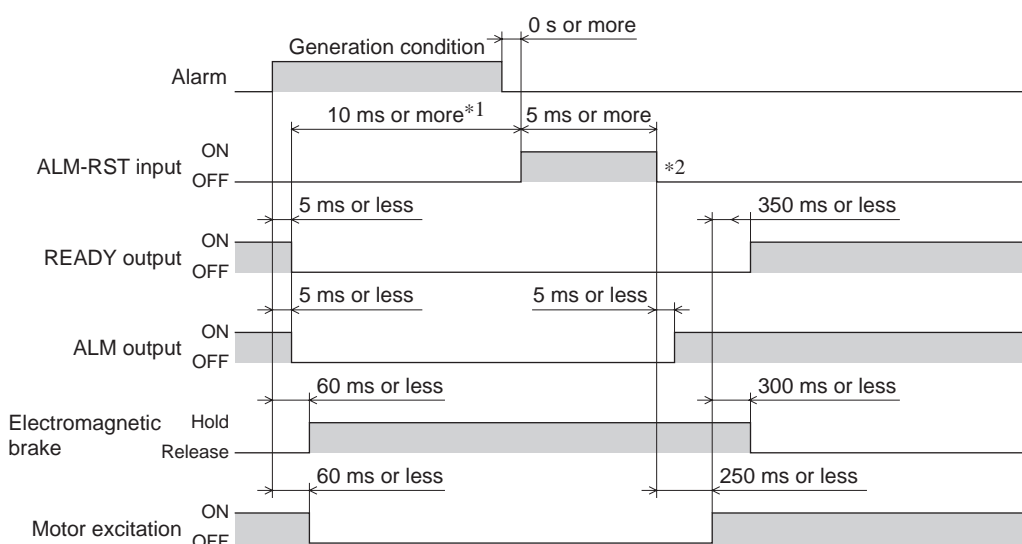 0 s or more
Generation condition
Alarm
10 ms or more*1
5 ms or more
ALM-RST input
ON
OFF
*2
5 ms or less
350 ms or less
READY output
ON
OFF
5 ms or less
5 ms or less
ALM output
ON
OFF
60 ms or less
300 ms or less
Electromagnetic
brake
Hold
Release
60 ms or less
250 ms or less
Motor excitation
ON
OFF